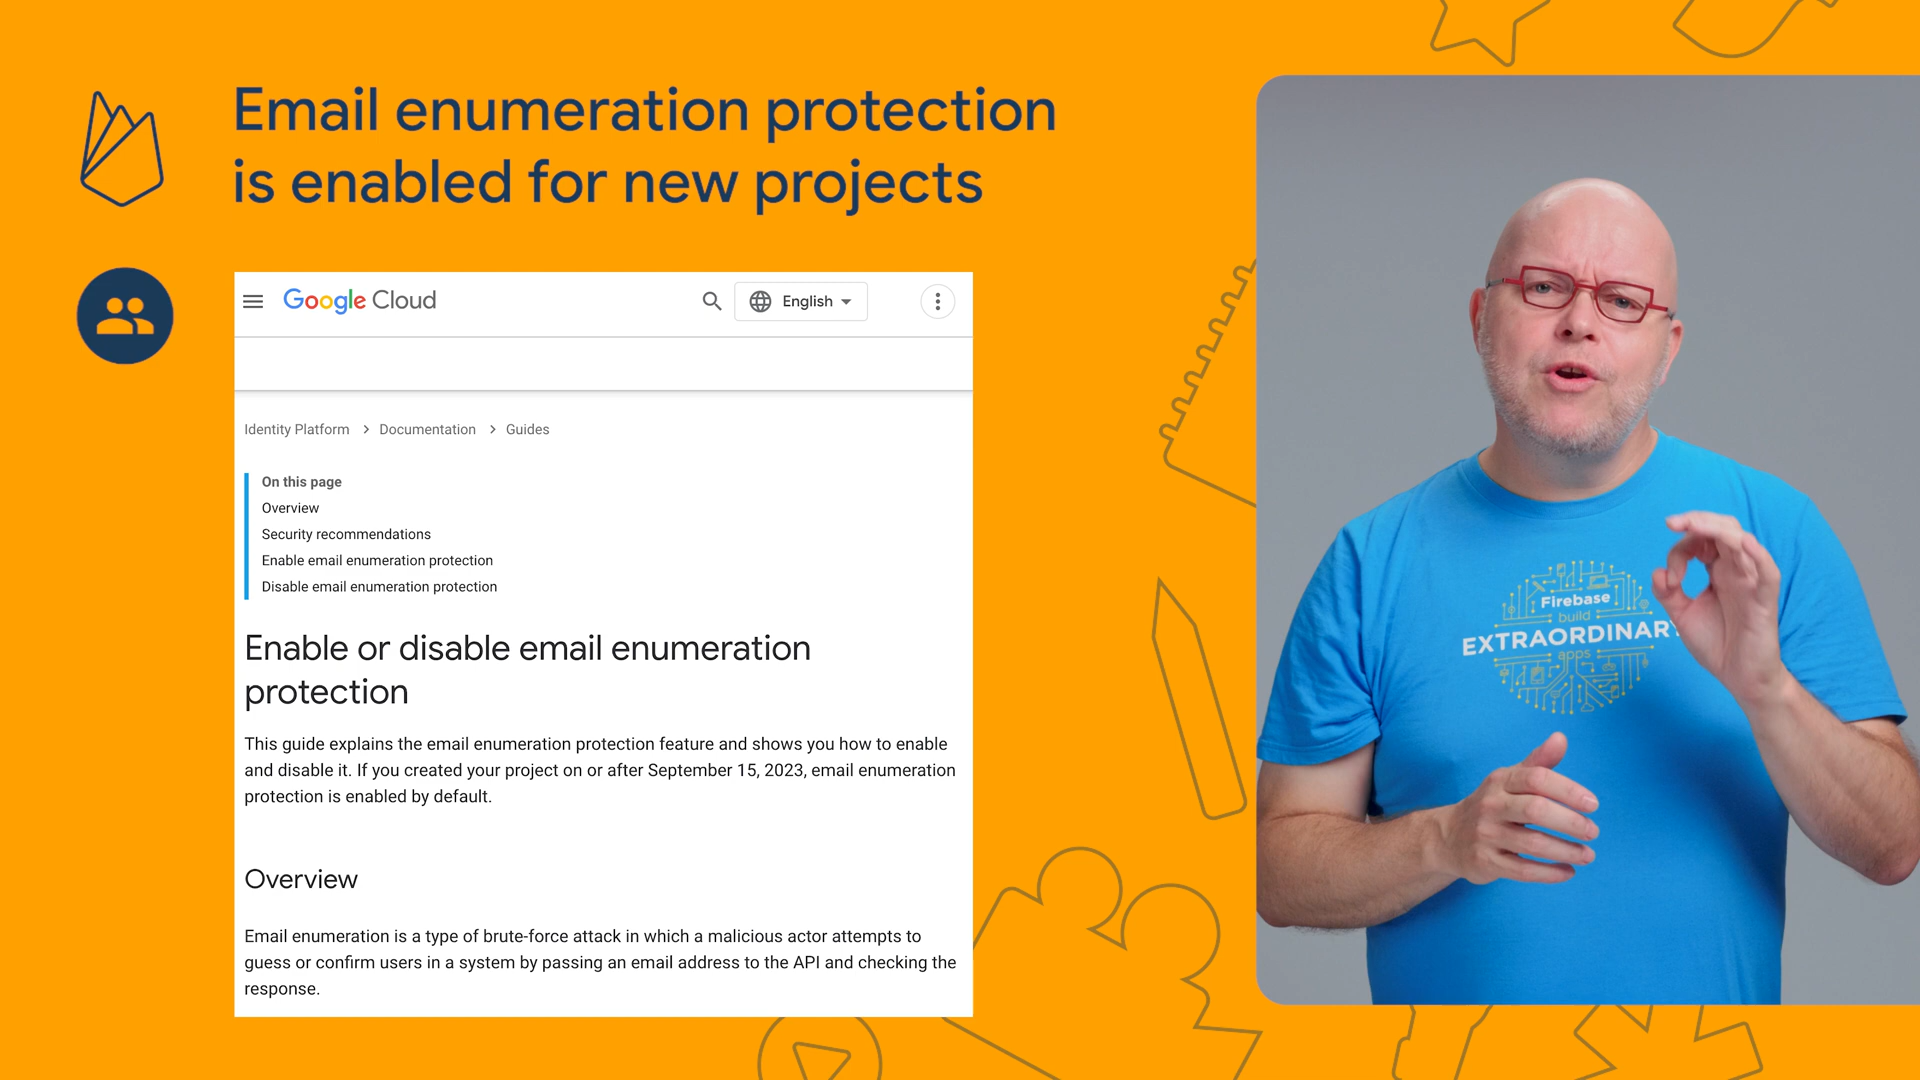 Email enumeration protection
is enabled for new projects
Google Cloud
English
Identity Platform > Documentation > Guides
On this page
Overview
Security recommendations
Enable email enumeration protection
Disable email enumeration protection
Enable or disable email enumeration
protection
This guide explains the email enumeration protection feature and shows you how to enable
and disable it. If you created your project on or after September 15, 2023, email enumeration
protection is enabled by default.
Overview
Email enumeration is a type of brute-force attack in which a malicious actor attempts to
guess or confirm users in a system by passing an email address to the API and checking the
response.
Firebase
build
EXTRAORDINARY
apps